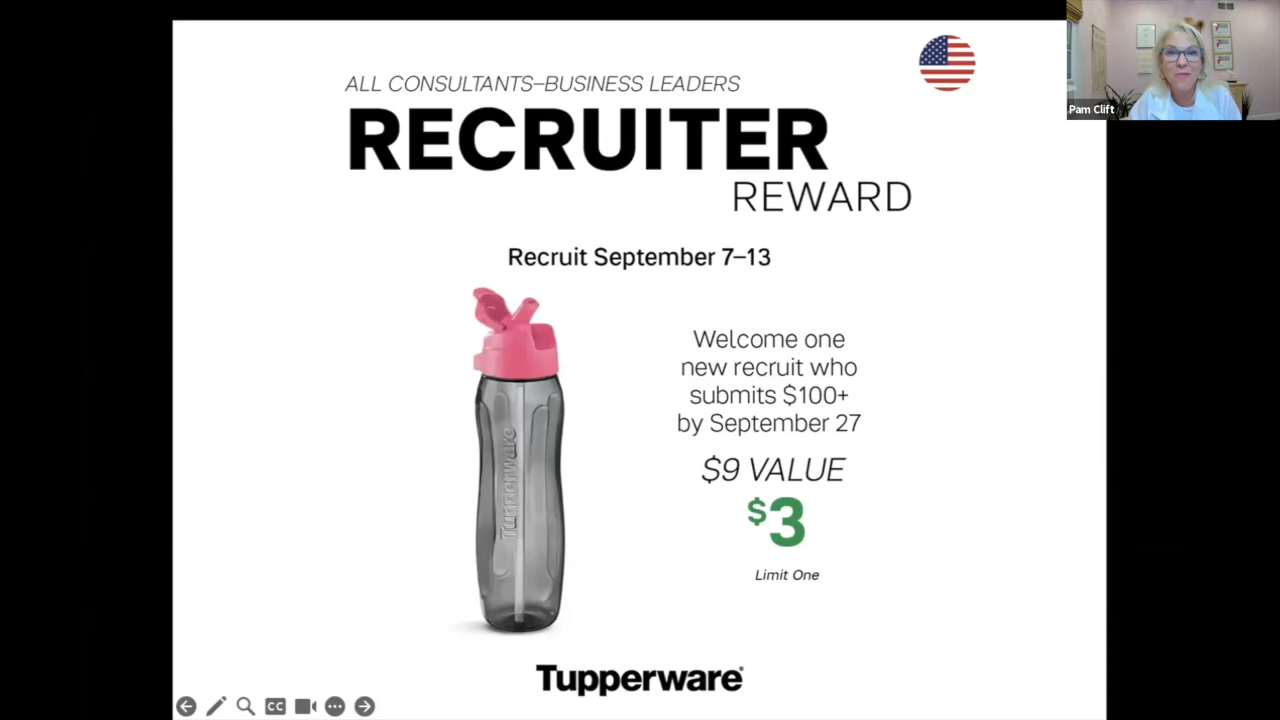 ALL CONSULTANTS–BUSINESS LEADERS
RECRUITER
REWARD
Recruit September 7–13
Welcome one
new recruit who
submits $100+
by September 27
$9 VALUE
$3
Limit One
Tupperware
Tupperware®
Pam Clift
CC